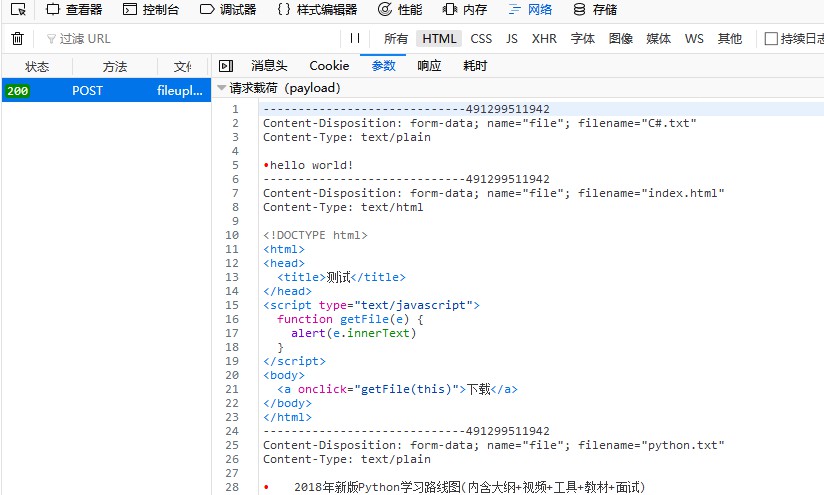 查看器 控制台 调试器 {} 样式编辑器 性能 内存 网络 存储
过滤 URL 所有 HTML CSS JS XHR 字体 图像 媒体 WS 其他 持续日志
状态 方法 文件 消息头 Cookie 参数 响应 耗时
200 POST fileupl...
请求载荷（payload）
1 -----------------------------491299511942
2 Content-Disposition: form-data; name="file"; filename="C#.txt"
3 Content-Type: text/plain
4
5 •hello world!
6 -----------------------------491299511942
7 Content-Disposition: form-data; name="file"; filename="index.html"
8 Content-Type: text/html
9
10 <!DOCTYPE html>
11 <html>
12 <head>
13   <title>测试</title>
14 </head>
15 <script type="text/javascript">
16   function getFile(e) {
17     alert(e.innerText)
18   }
19 </script>
20 <body>
21   <a onclick="getFile(this)">下载</a>
22 </body>
23 </html>
24 -----------------------------491299511942
25 Content-Disposition: form-data; name="file"; filename="python.txt"
26 Content-Type: text/plain
27
28 •   2018年新版Python学习路线图(内含大纲+视频+工具+教材+面试)